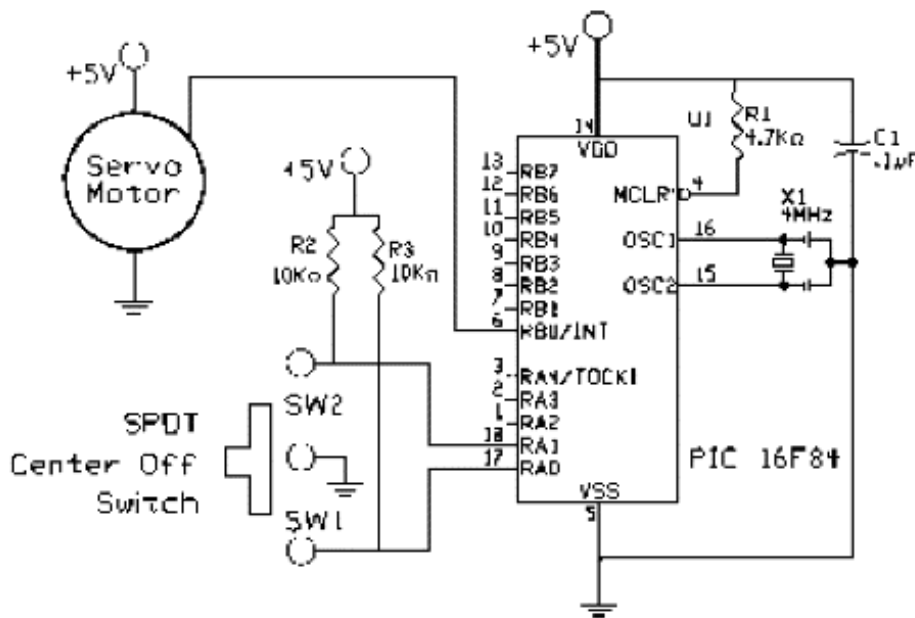 +5V
Servo
Motor
+5V
R2
10KΩ
R3
10KΩ
SW2
SPDT
Center Off
Switch
SW1
+5V
14
VDD
U1
R1
4.7KΩ
C1
.1µF
13 RB7
12 RB6
11 RB5
10 RB4
9 RB3
8 RB2
7 RB1
6 RB0/INT
3 RA4/TOCKI
2 RA3
1 RA2
18 RA1
17 RA0
MCLR 4
X1
4MHz
OSC1 16
OSC2 15
PIC 16F84
VSS
5